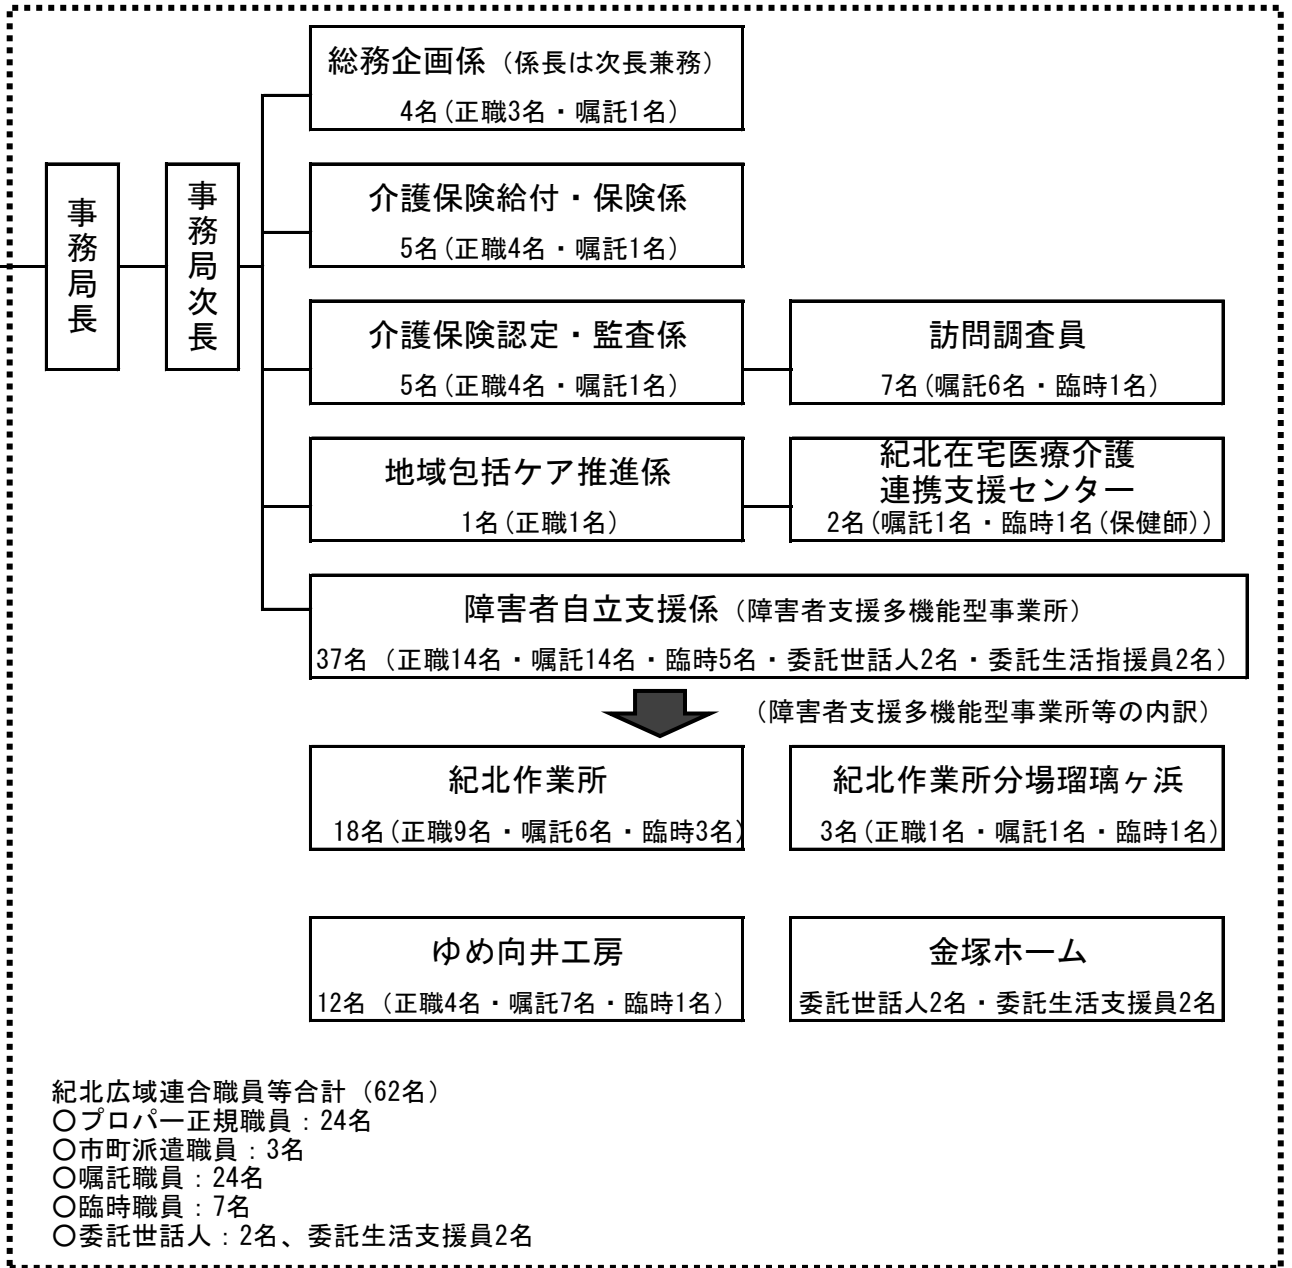 総務企画係（係長は次長兼務）
4名(正職3名・嘱託1名)
事務局長
事務局次長
介護保険給付・保険係
5名(正職4名・嘱託1名)
介護保険認定・監査係
5名(正職4名・嘱託1名)
訪問調査員
7名(嘱託6名・臨時1名)
地域包括ケア推進係
1名(正職1名)
紀北在宅医療介護
連携支援センター
2名(嘱託1名・臨時1名(保健師))
障害者自立支援係（障害者支援多機能型事業所）
37名（正職14名・嘱託14名・臨時5名・委託世話人2名・委託生活指援員2名）
（障害者支援多機能型事業所等の内訳）
紀北作業所
18名(正職9名・嘱託6名・臨時3名)
紀北作業所分場瑠璃ヶ浜
3名(正職1名・嘱託1名・臨時1名)
ゆめ向井工房
12名（正職4名・嘱託7名・臨時1名）
金塚ホーム
委託世話人2名・委託生活支援員2名
紀北広域連合職員等合計（62名）
〇プロパー正規職員：24名
〇市町派遣職員：3名
〇嘱託職員：24名
〇臨時職員：7名
〇委託世話人：2名、委託生活支援員2名